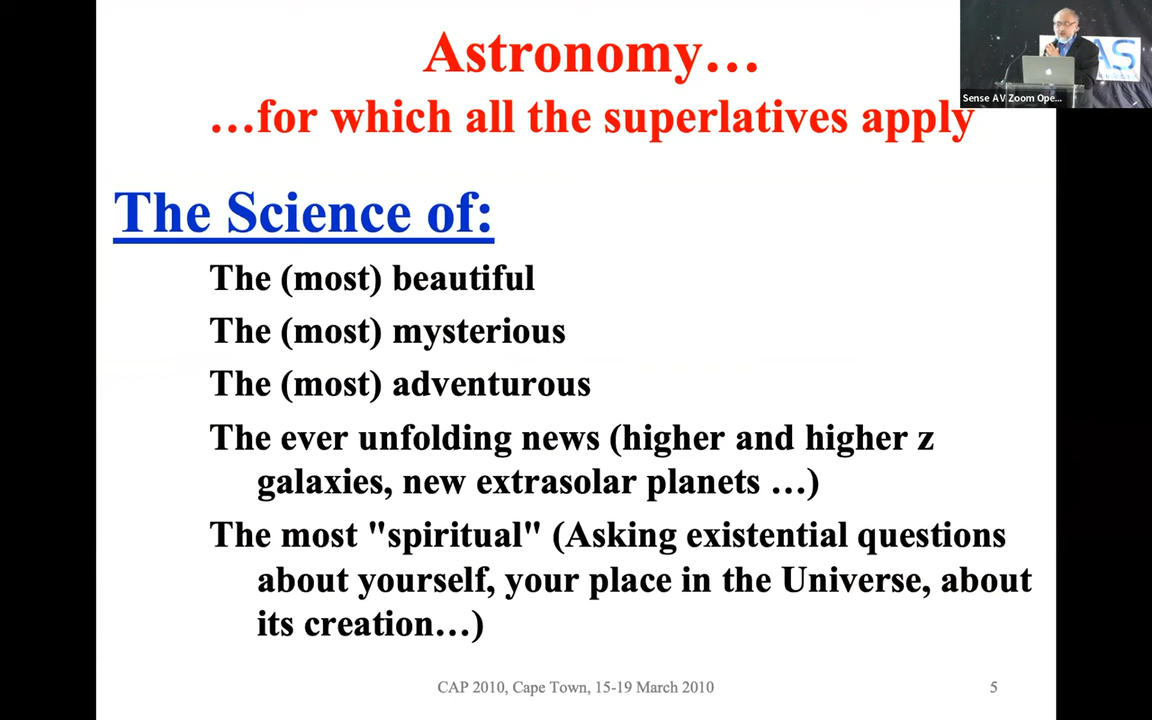 Astronomy…
…for which all the superlatives apply
AS
Sense AV Zoom Ope...
The Science of:
The (most) beautiful
The (most) mysterious
The (most) adventurous
The ever unfolding news (higher and higher z
galaxies, new extrasolar planets …)
The most "spiritual" (Asking existential questions
about yourself, your place in the Universe, about
its creation…)
CAP 2010, Cape Town, 15-19 March 2010
5